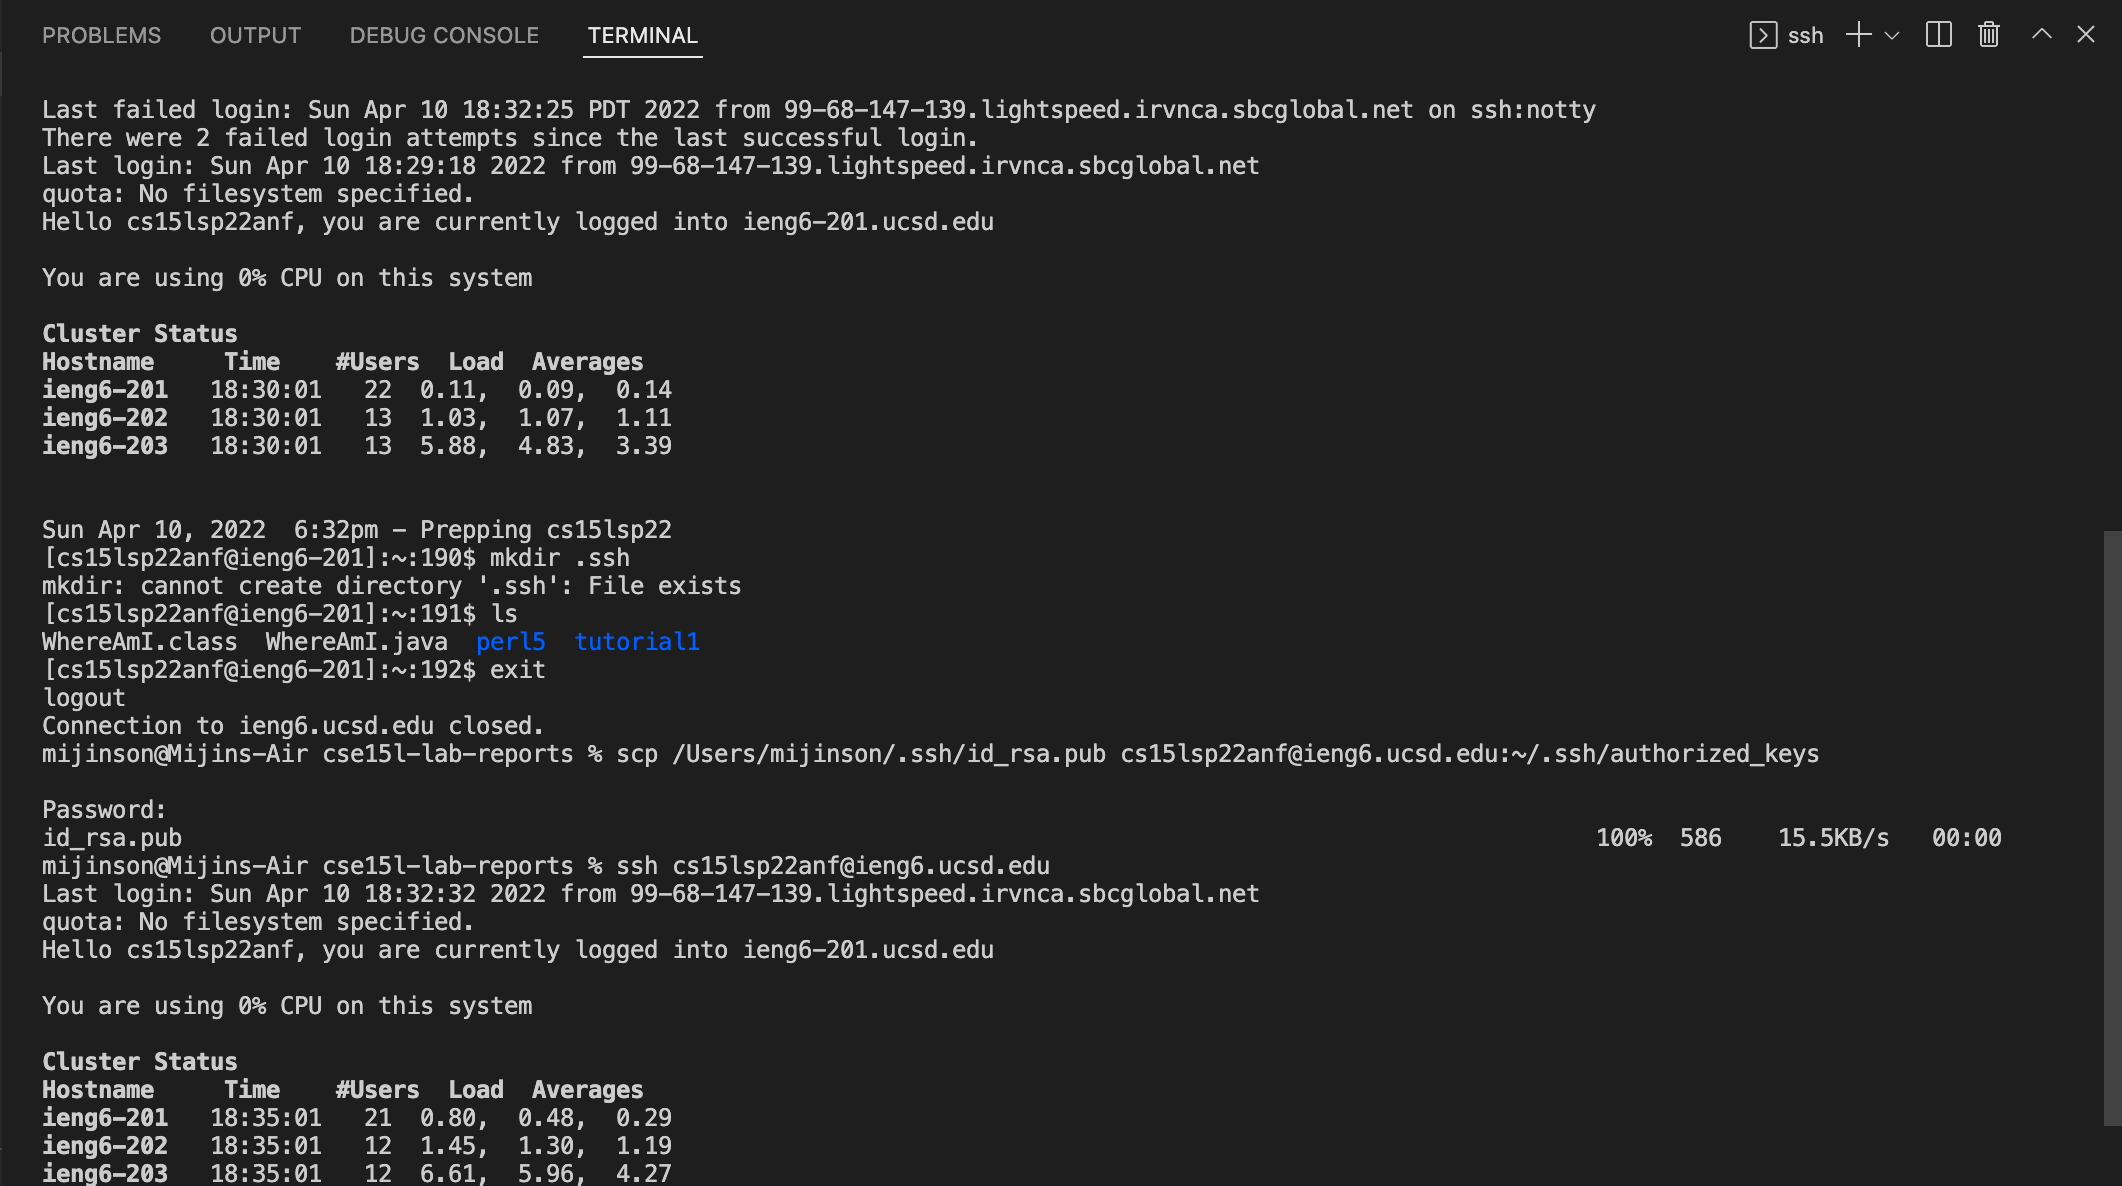 PROBLEMS OUTPUT DEBUG CONSOLE TERMINAL ssh
Last failed login: Sun Apr 10 18:32:25 PDT 2022 from 99-68-147-139.lightspeed.irvnca.sbcglobal.net on ssh:notty
There were 2 failed login attempts since the last successful login.
Last login: Sun Apr 10 18:29:18 2022 from 99-68-147-139.lightspeed.irvnca.sbcglobal.net
quota: No filesystem specified.
Hello cs15lsp22anf, you are currently logged into ieng6-201.ucsd.edu
You are using 0% CPU on this system
Cluster Status
Hostname     Time    #Users  Load  Averages
ieng6-201   18:30:01   22  0.11,  0.09,  0.14
ieng6-202   18:30:01   13  1.03,  1.07,  1.11
ieng6-203   18:30:01   13  5.88,  4.83,  3.39
Sun Apr 10, 2022  6:32pm - Prepping cs15lsp22
[cs15lsp22anf@ieng6-201]:~:190$ mkdir .ssh
mkdir: cannot create directory '.ssh': File exists
[cs15lsp22anf@ieng6-201]:~:191$ ls
WhereAmI.class  WhereAmI.java  perl5  tutorial1
[cs15lsp22anf@ieng6-201]:~:192$ exit
logout
Connection to ieng6.ucsd.edu closed.
mijinson@Mijins-Air cse15l-lab-reports % scp /Users/mijinson/.ssh/id_rsa.pub cs15lsp22anf@ieng6.ucsd.edu:~/.ssh/authorized_keys
Password:
id_rsa.pub 100%  586    15.5KB/s   00:00
mijinson@Mijins-Air cse15l-lab-reports % ssh cs15lsp22anf@ieng6.ucsd.edu
Last login: Sun Apr 10 18:32:32 2022 from 99-68-147-139.lightspeed.irvnca.sbcglobal.net
quota: No filesystem specified.
Hello cs15lsp22anf, you are currently logged into ieng6-201.ucsd.edu
You are using 0% CPU on this system
Cluster Status
Hostname     Time    #Users  Load  Averages
ieng6-201   18:35:01   21  0.80,  0.48,  0.29
ieng6-202   18:35:01   12  1.45,  1.30,  1.19
ieng6-203   18:35:01   12  6.61,  5.96,  4.27